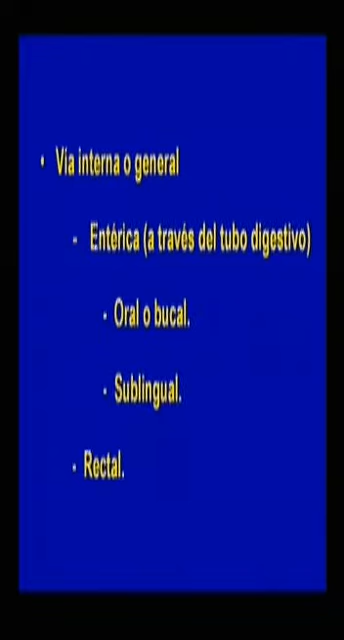 • Vía interna o general
- Entérica (a través del tubo digestivo)
- Oral o bucal.
- Sublingual.
- Rectal.